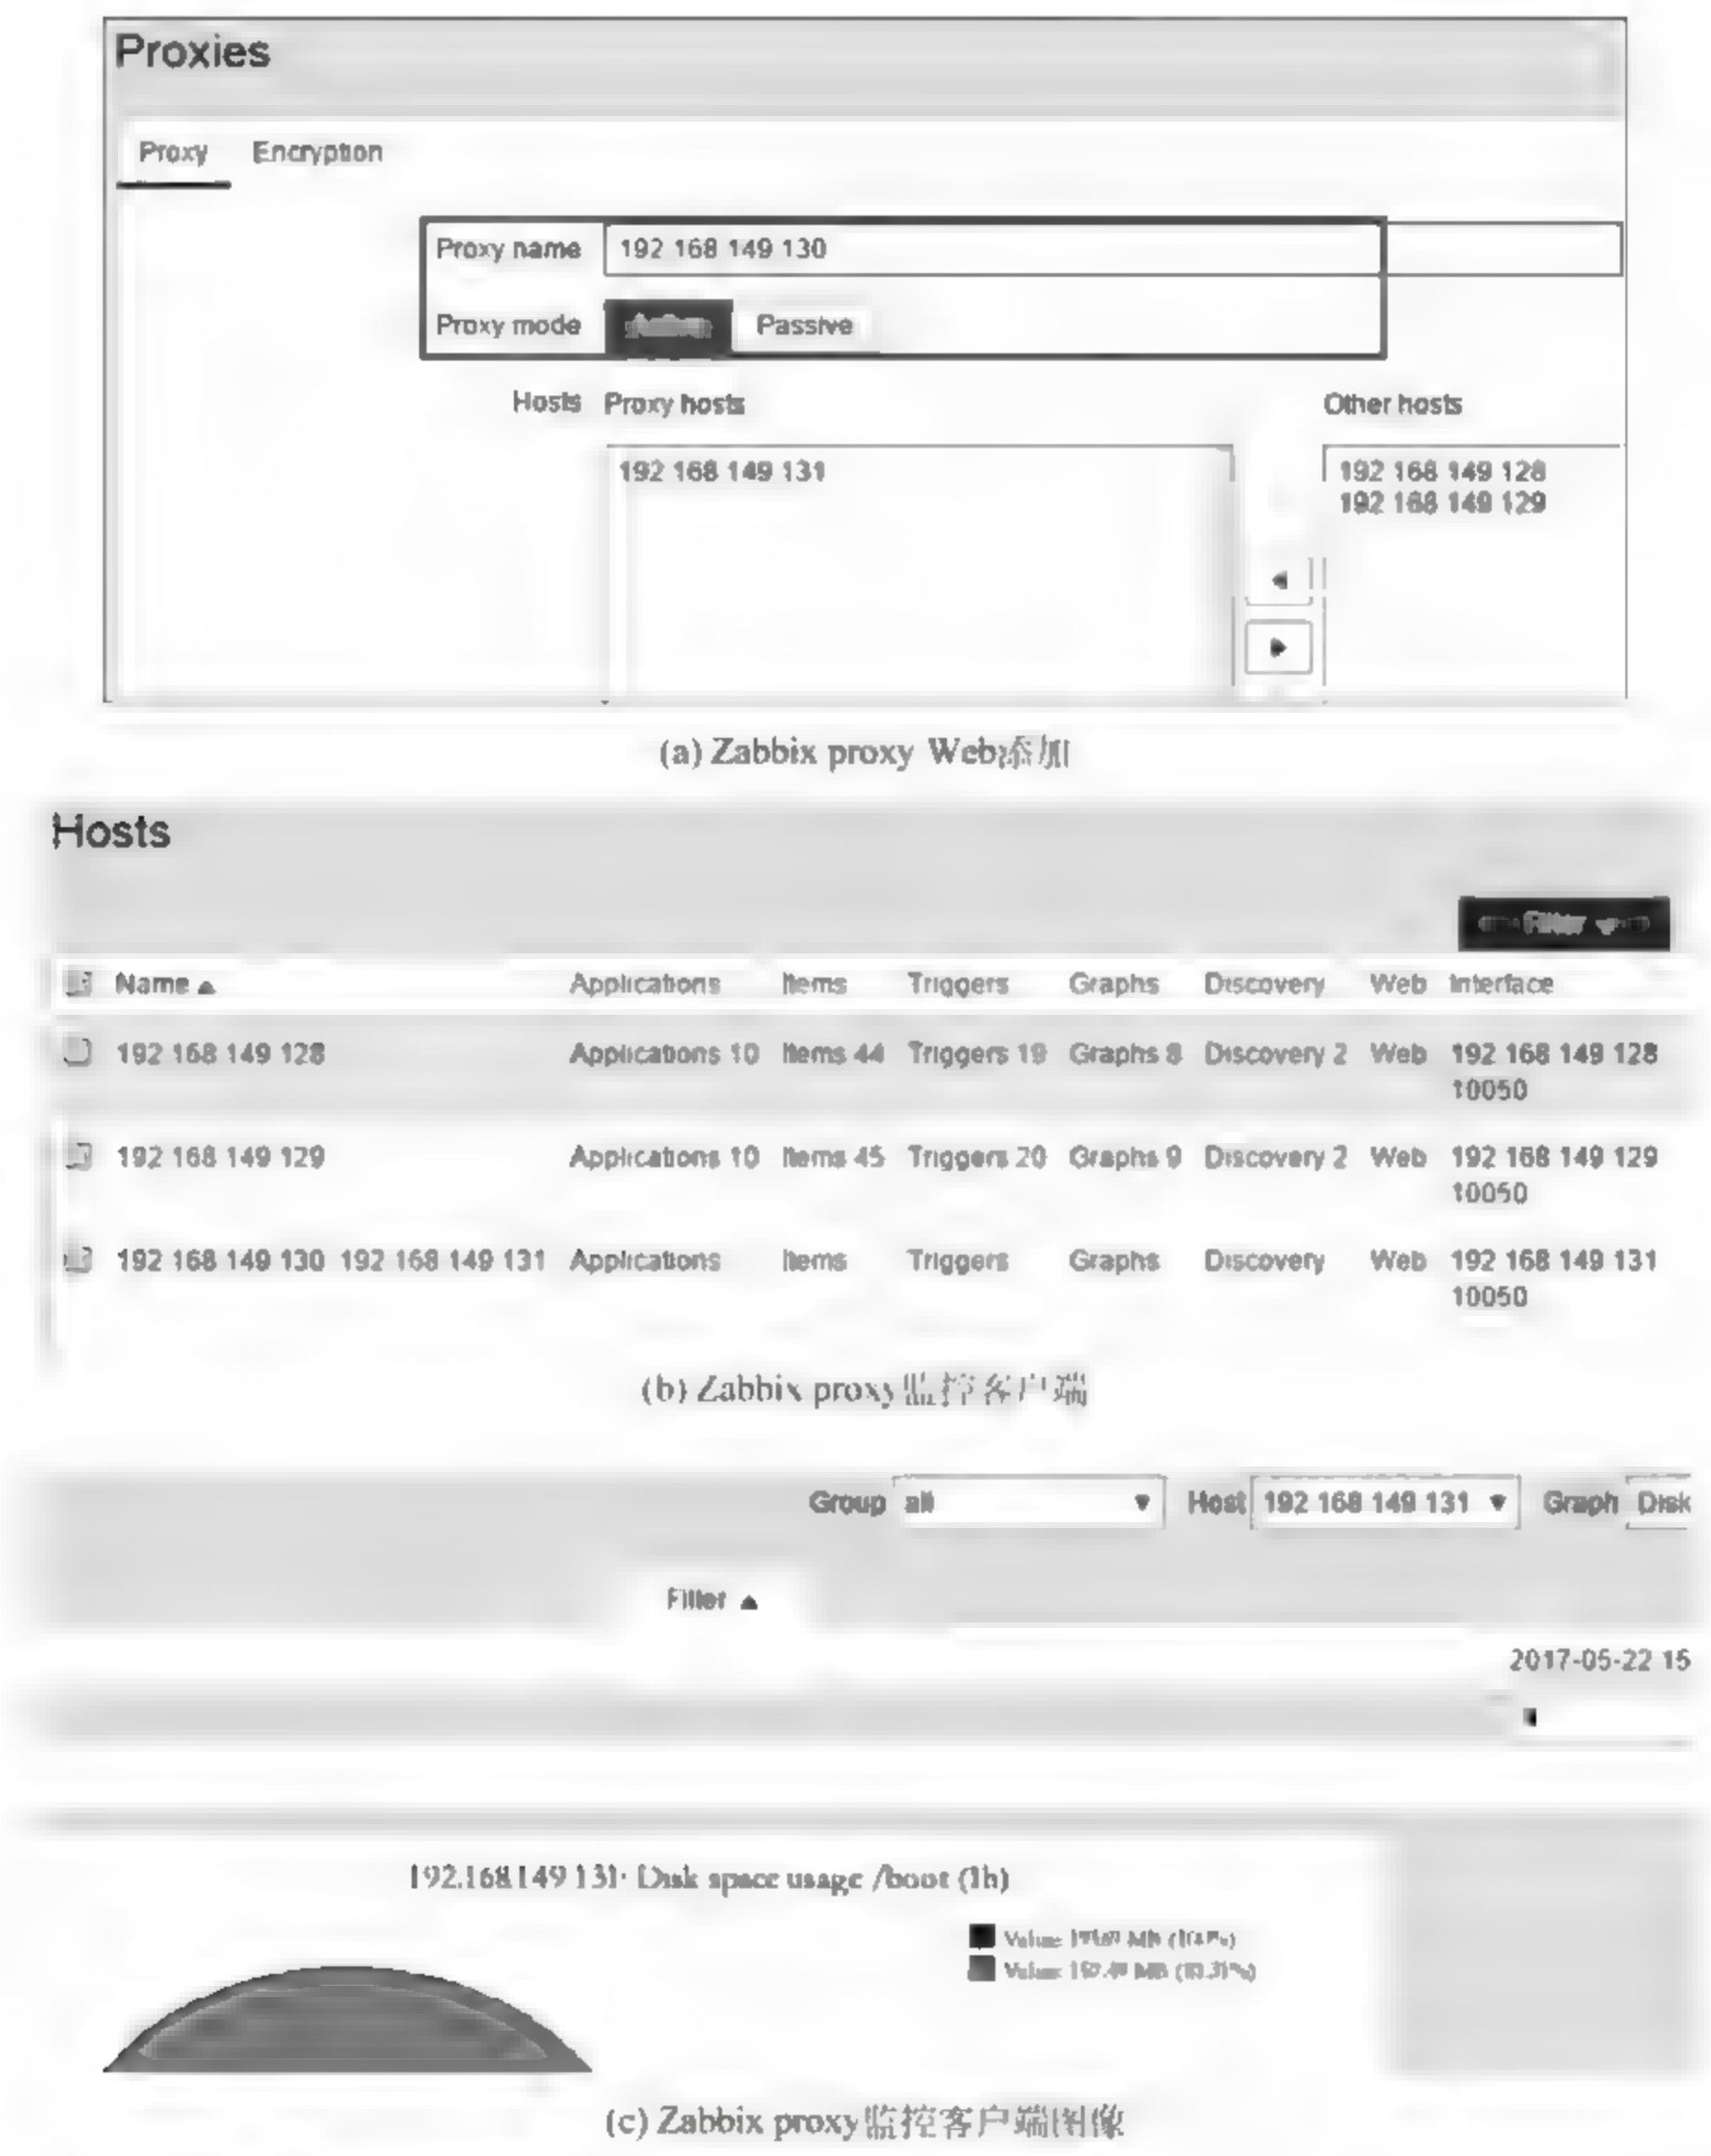 Proxies
Proxy Encryption
Proxy name 192 168 149 130
Proxy mode Passive
Hosts Proxy hosts Other hosts
192 168 149 131 192 168 149 128
192 168 149 129
(a) Zabbix proxy Web添加
Hosts
Filter
Name ▲ Applications Items Triggers Graphs Discovery Web Interface
192 168 149 128 Applications 10 Items 44 Triggers 19 Graphs 8 Discovery 2 Web 192 168 149 128
10050
192 168 149 129 Applications 10 Items 45 Triggers 20 Graphs 9 Discovery 2 Web 192 168 149 129
10050
192 168 149 130 192 168 149 131 Applications Items Triggers Graphs Discovery Web 192 168 149 131
10050
(b) Zabbix proxy监控客户端
Group all Host 192 168 149 131 Graph Disk
Filter ▲
2017-05-22 15
192.168.149 131: Disk space usage /boot (1h)
Value:
Value:
(c) Zabbix proxy监控客户端图像